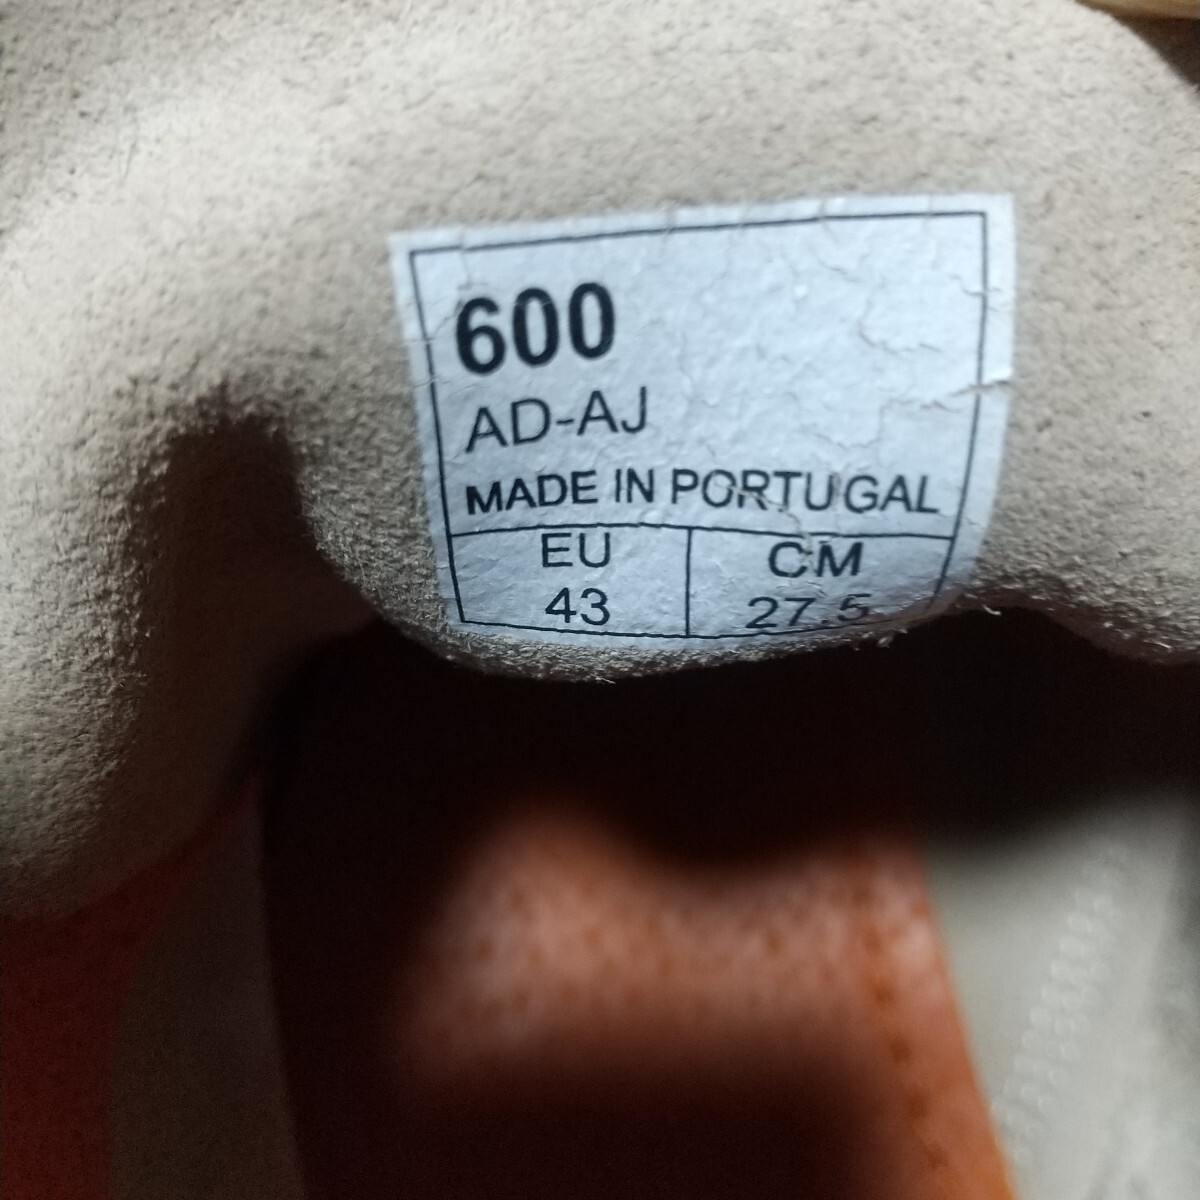 600
AD-AJ
MADE IN PORTUGAL
EU CM
43 27.5